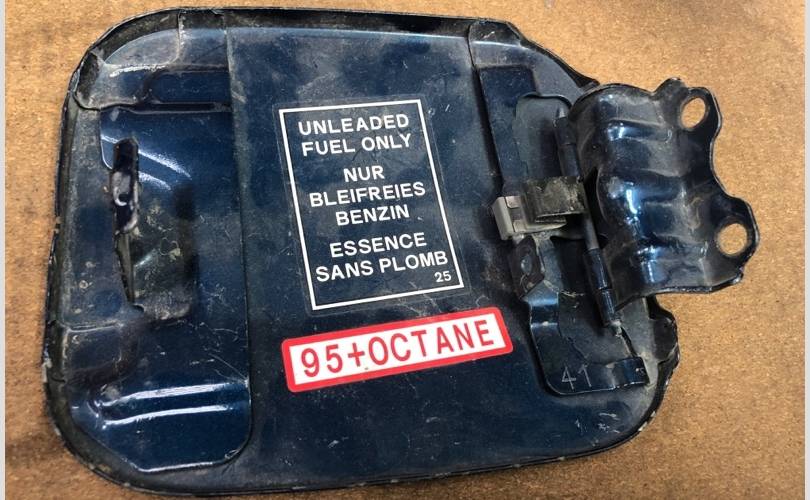 UNLEADED
FUEL ONLY
NUR
BLEIFREIES
BENZIN
ESSENCE
SANS PLOMB
25
95+OCTANE
41